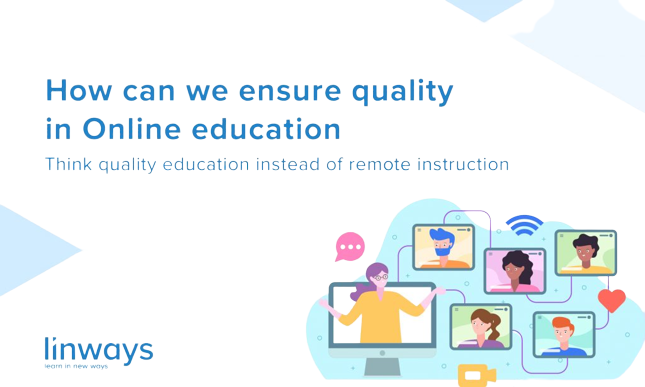 How can we ensure quality
in Online education
Think quality education instead of remote instruction
linways
learn in new ways